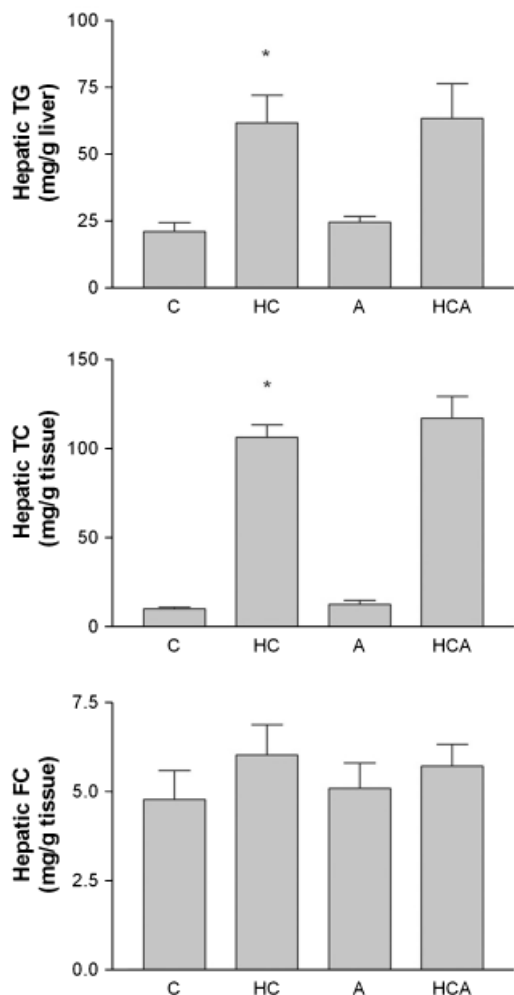 Hepatic TG
(mg/g liver)
100
75
50
25
0
*
C HC A HCA
Hepatic TC
(mg/g tissue)
150
100
50
0
*
C HC A HCA
Hepatic FC
(mg/g tissue)
7.5
5.0
2.5
0.0
C HC A HCA